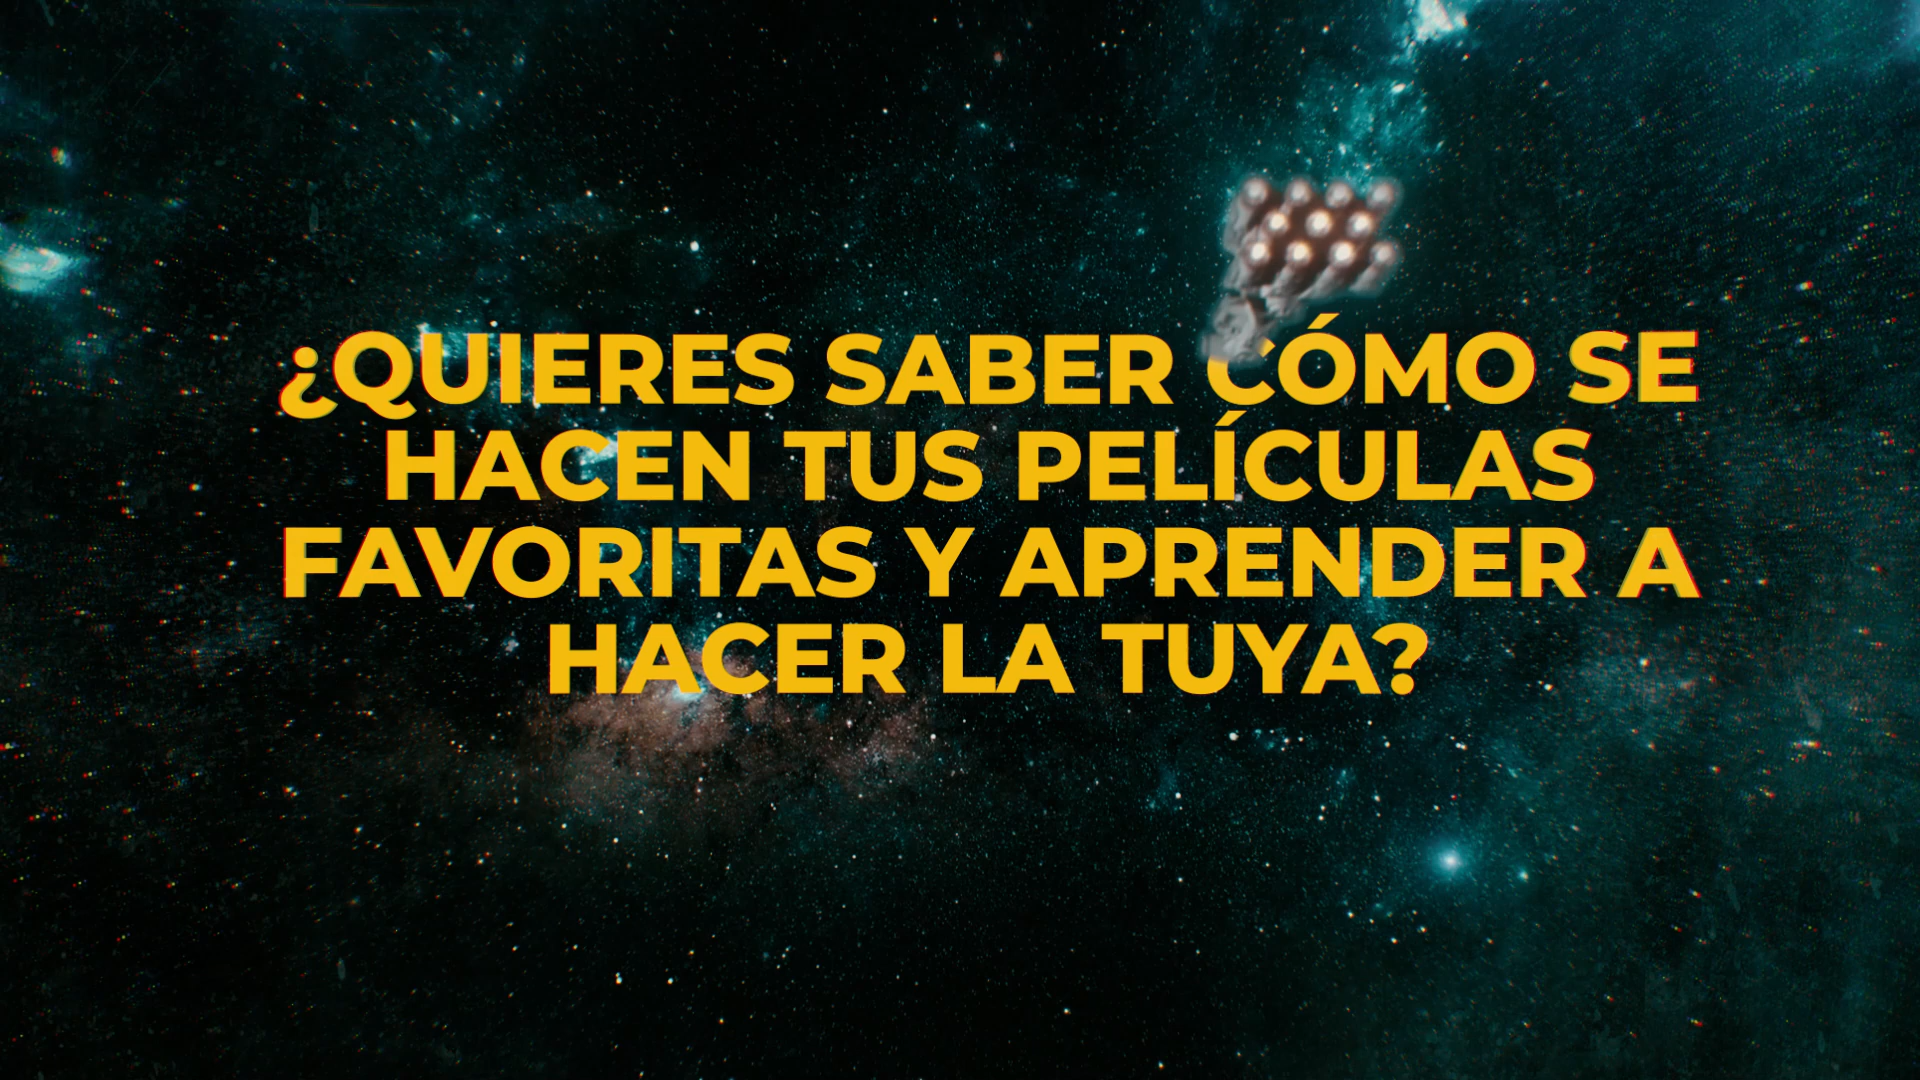 ¿QUIERES SABER CÓMO SE
HACEN TUS PELÍCULAS
FAVORITAS Y APRENDER A
HACER LA TUYA?